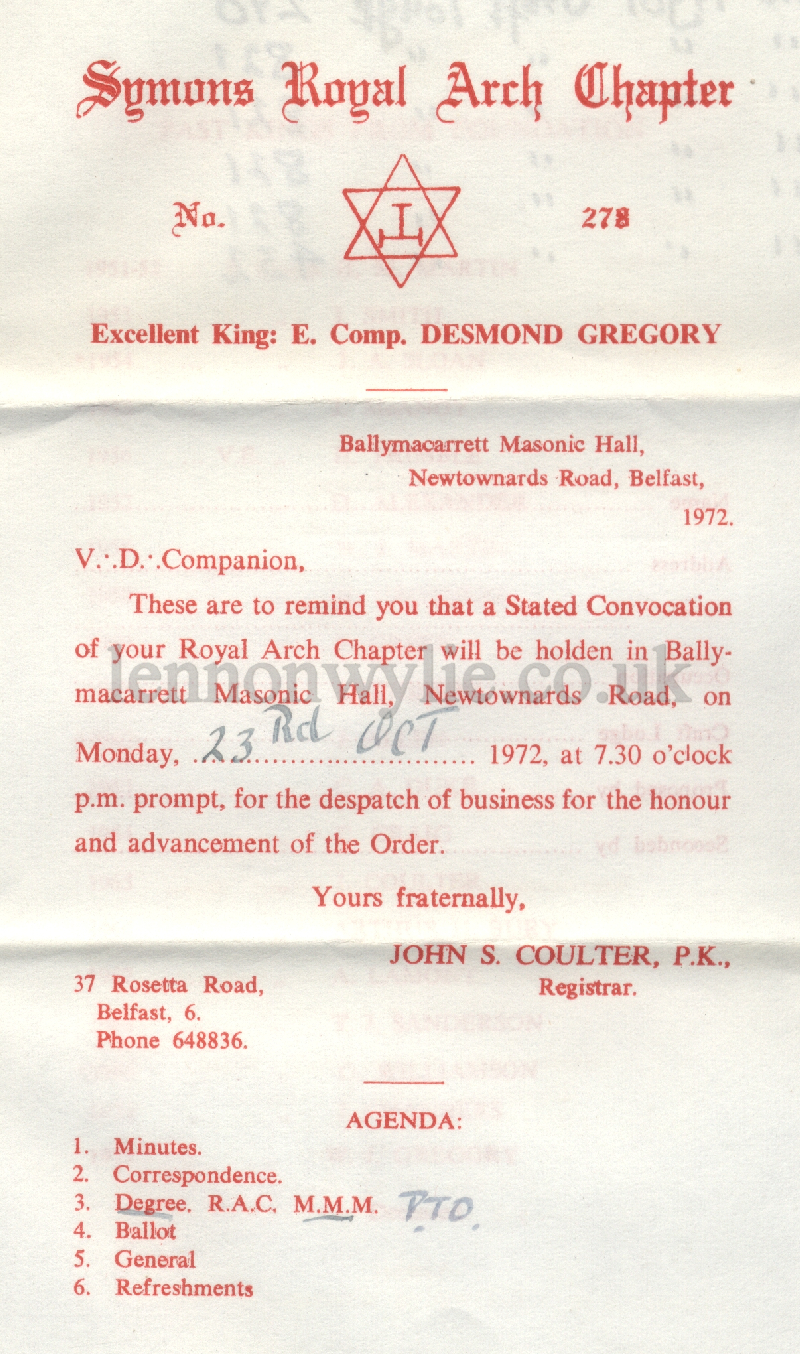 Symons Royal Arch Chapter
No. 278
Excellent King: E. Comp. DESMOND GREGORY
Ballymacarrett Masonic Hall,
Newtownards Road, Belfast,
1972.
V.·.D.·.Companion,
These are to remind you that a Stated Convocation
of your Royal Arch Chapter will be holden in Bally-
lennonwylie.co.uk
macarrett Masonic Hall, Newtownards Road, on
Monday, 23Rd OCT 1972, at 7.30 o'clock
p.m. prompt, for the despatch of business for the honour
and advancement of the Order.
Yours fraternally,
JOHN S. COULTER, P.K.,
Registrar.
37 Rosetta Road,
Belfast, 6.
Phone 648836.
AGENDA:
1. Minutes.
2. Correspondence.
3. Degree. R.A.C. M.M.M. P.T.O.
4. Ballot
5. General
6. Refreshments